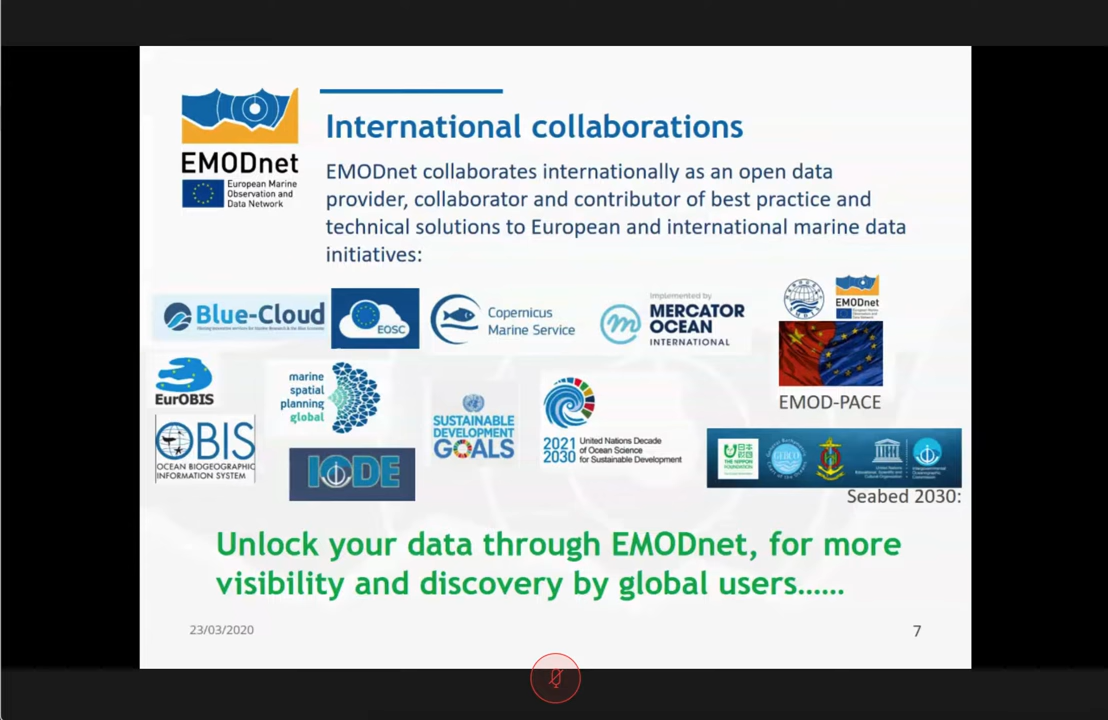 International collaborations
EMODnet
European Marine
Observation and
Data Network
EMODnet collaborates internationally as an open data
provider, collaborator and contributor of best practice and
technical solutions to European and international marine data
initiatives:
Blue-Cloud
EOSC
Copernicus
Marine Service
Implemented by
MERCATOR
OCEAN
INTERNATIONAL
EMODnet
EMOD-PACE
EurOBIS
OBIS
OCEAN BIOGEOGRAPHIC
INFORMATION SYSTEM
marine
spatial
planning
global
IODE
SUSTAINABLE
DEVELOPMENT
GOALS
2021
2030
United Nations Decade
of Ocean Science
for Sustainable Development
THE NIPPON
FOUNDATION
GEBCO
Seabed 2030:
Unlock your data through EMODnet, for more
visibility and discovery by global users......
23/03/2020
7